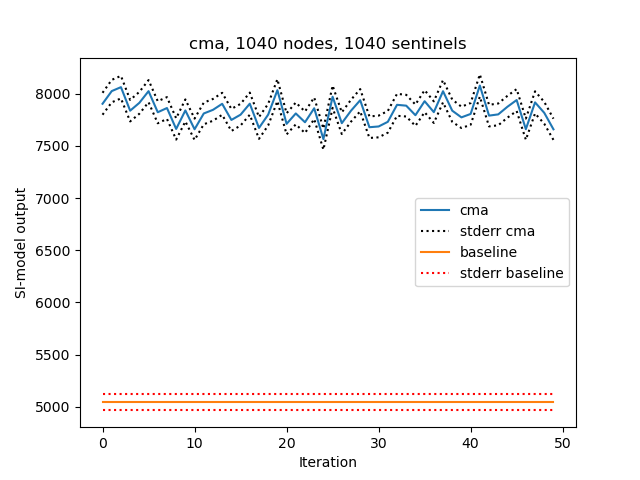 cma, 1040 nodes, 1040 sentinels
8000
7500
7000
6500
6000
5500
5000
SI-model output
cma
stderr cma
baseline
stderr baseline
0 10 20 30 40 50
Iteration